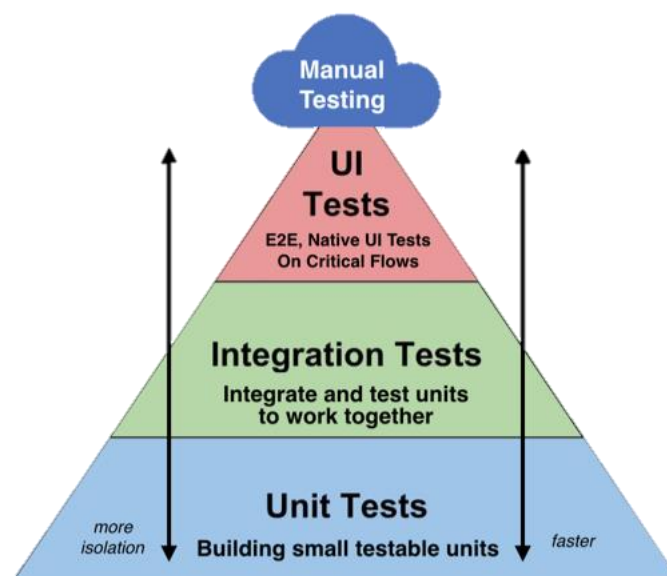 Manual
Testing
UI
Tests
E2E, Native UI Tests
On Critical Flows
Integration Tests
Integrate and test units
to work together
Unit Tests
Building small testable units
more
isolation
faster